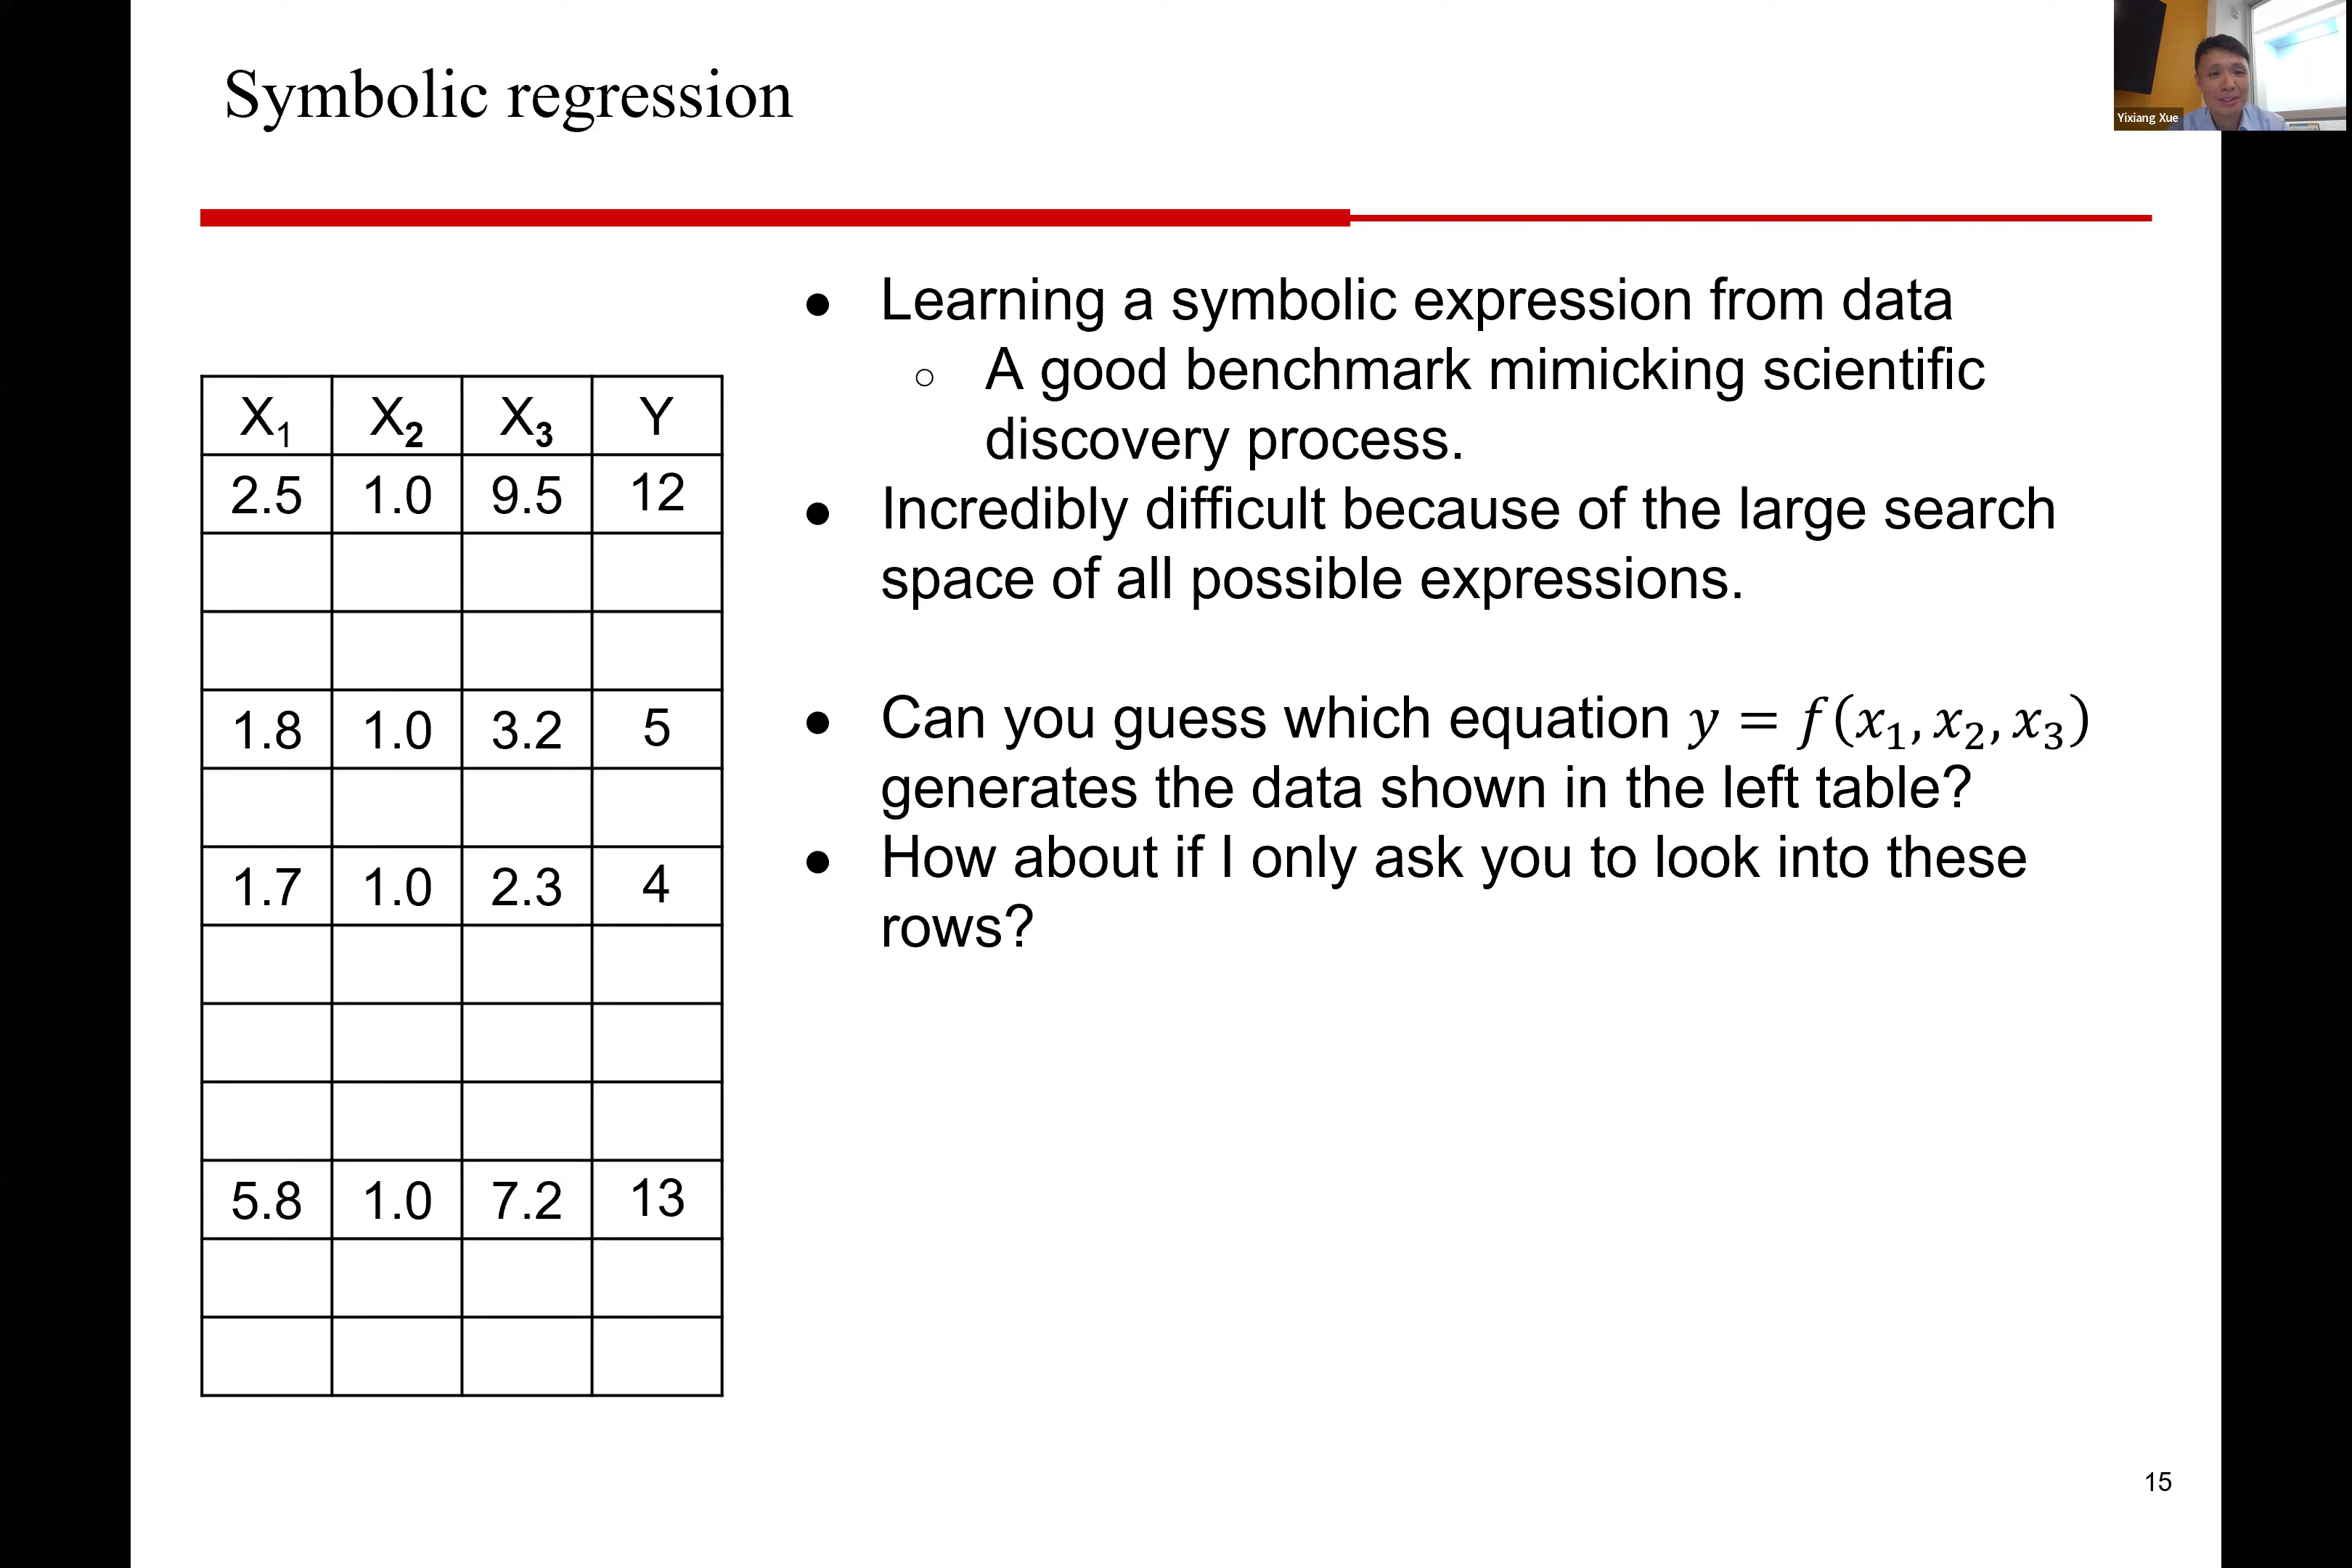 Symbolic regression
Yixiang Xue
X1 X2 X3 Y
2.5 1.0 9.5 12
1.8 1.0 3.2 5
1.7 1.0 2.3 4
5.8 1.0 7.2 13
● Learning a symbolic expression from data
○ A good benchmark mimicking scientific
discovery process.
● Incredibly difficult because of the large search
space of all possible expressions.
● Can you guess which equation y = f(x₁, x₂, x₃)
generates the data shown in the left table?
● How about if I only ask you to look into these
rows?
15